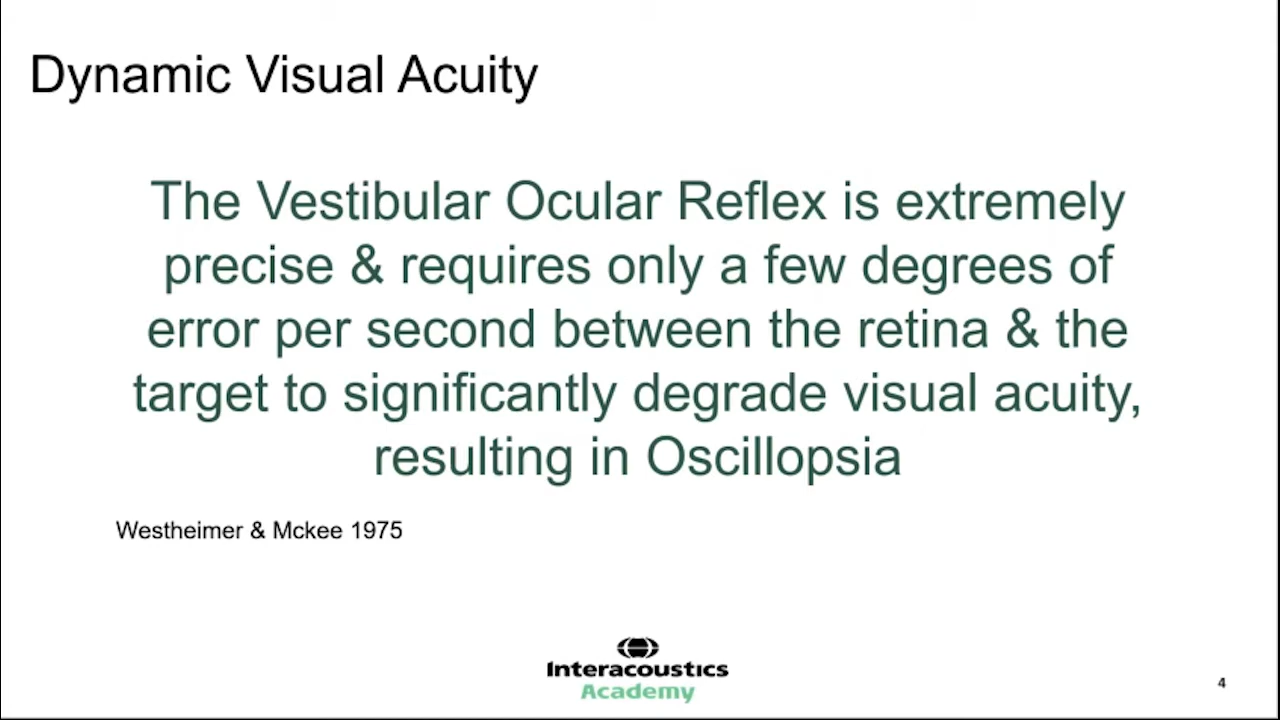 Dynamic Visual Acuity
The Vestibular Ocular Reflex is extremely
precise & requires only a few degrees of
error per second between the retina & the
target to significantly degrade visual acuity,
resulting in Oscillopsia
Westheimer & Mckee 1975
Interacoustics
Academy
4